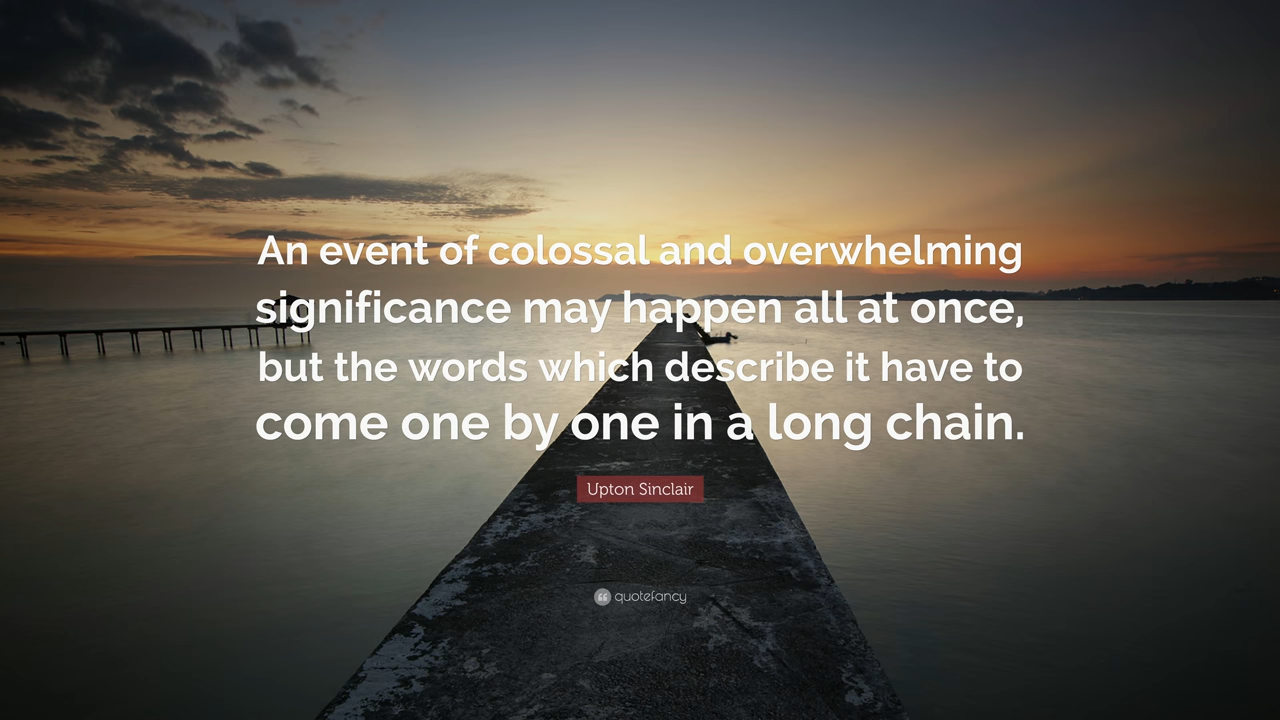 An event of colossal and overwhelming
significance may happen all at once,
but the words which describe it have to
come one by one in a long chain.
Upton Sinclair
quotefancy